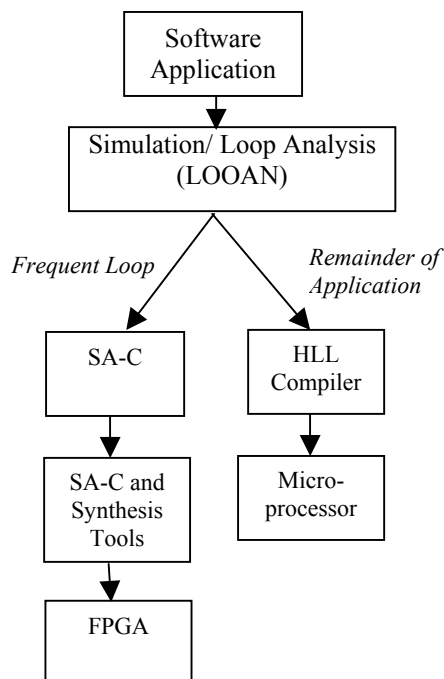 Software
Application
Simulation/ Loop Analysis
(LOOAN)
Frequent Loop
Remainder of
Application
SA-C
HLL
Compiler
SA-C and
Synthesis
Tools
Micro-
processor
FPGA